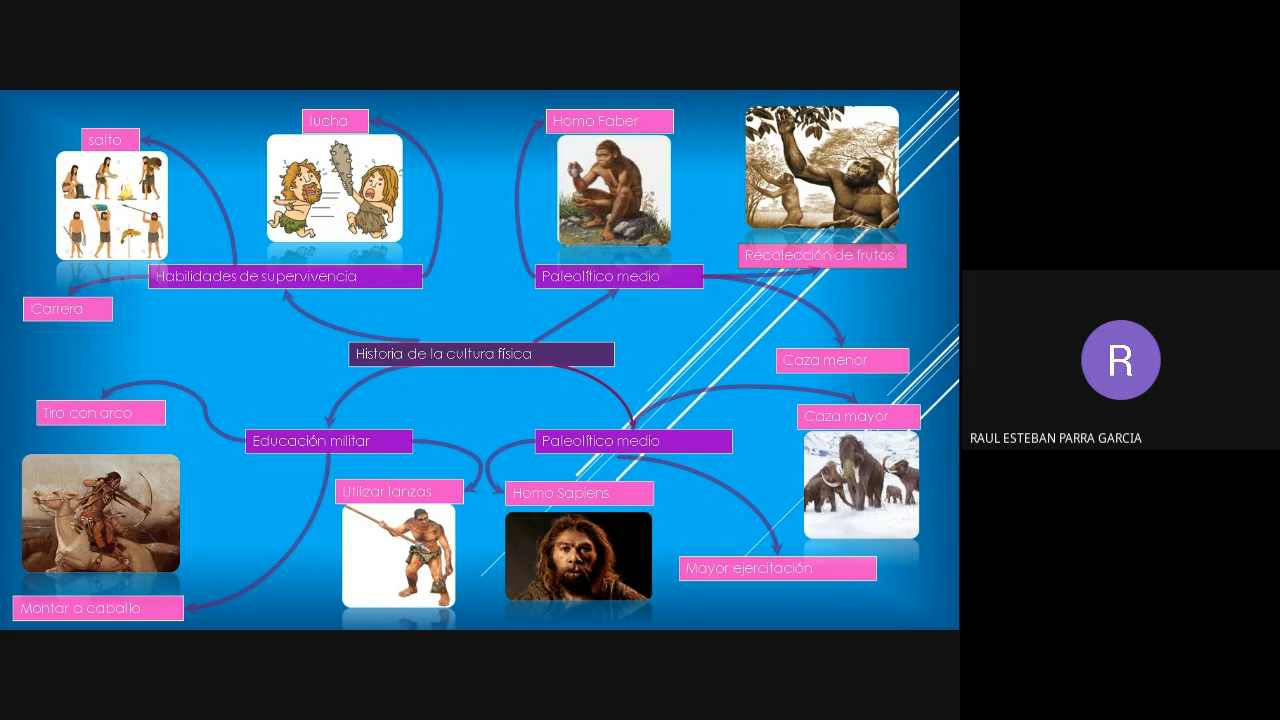 lucha
Homo Faber
salto
Recolección de frutos
Habilidades de supervivencia
Paleolítico medio
Carrera
Historia de la cultura física
Caza menor
Tiro con arco
Caza mayor
Educación militar
Paleolítico medio
Utilizar lanzas
Homo Sapiens
Mayor ejercitación
Montar a caballo
R
RAUL ESTEBAN PARRA GARCIA